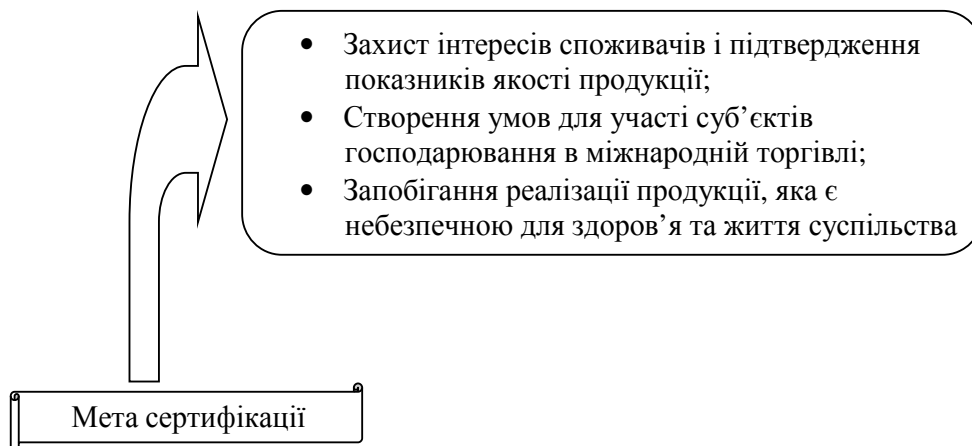 • Захист інтересів споживачів і підтвердження
показників якості продукції;
• Створення умов для участі суб’єктів
господарювання в міжнародній торгівлі;
• Запобігання реалізації продукції, яка є
небезпечною для здоров’я та життя суспільства
Мета сертифікації